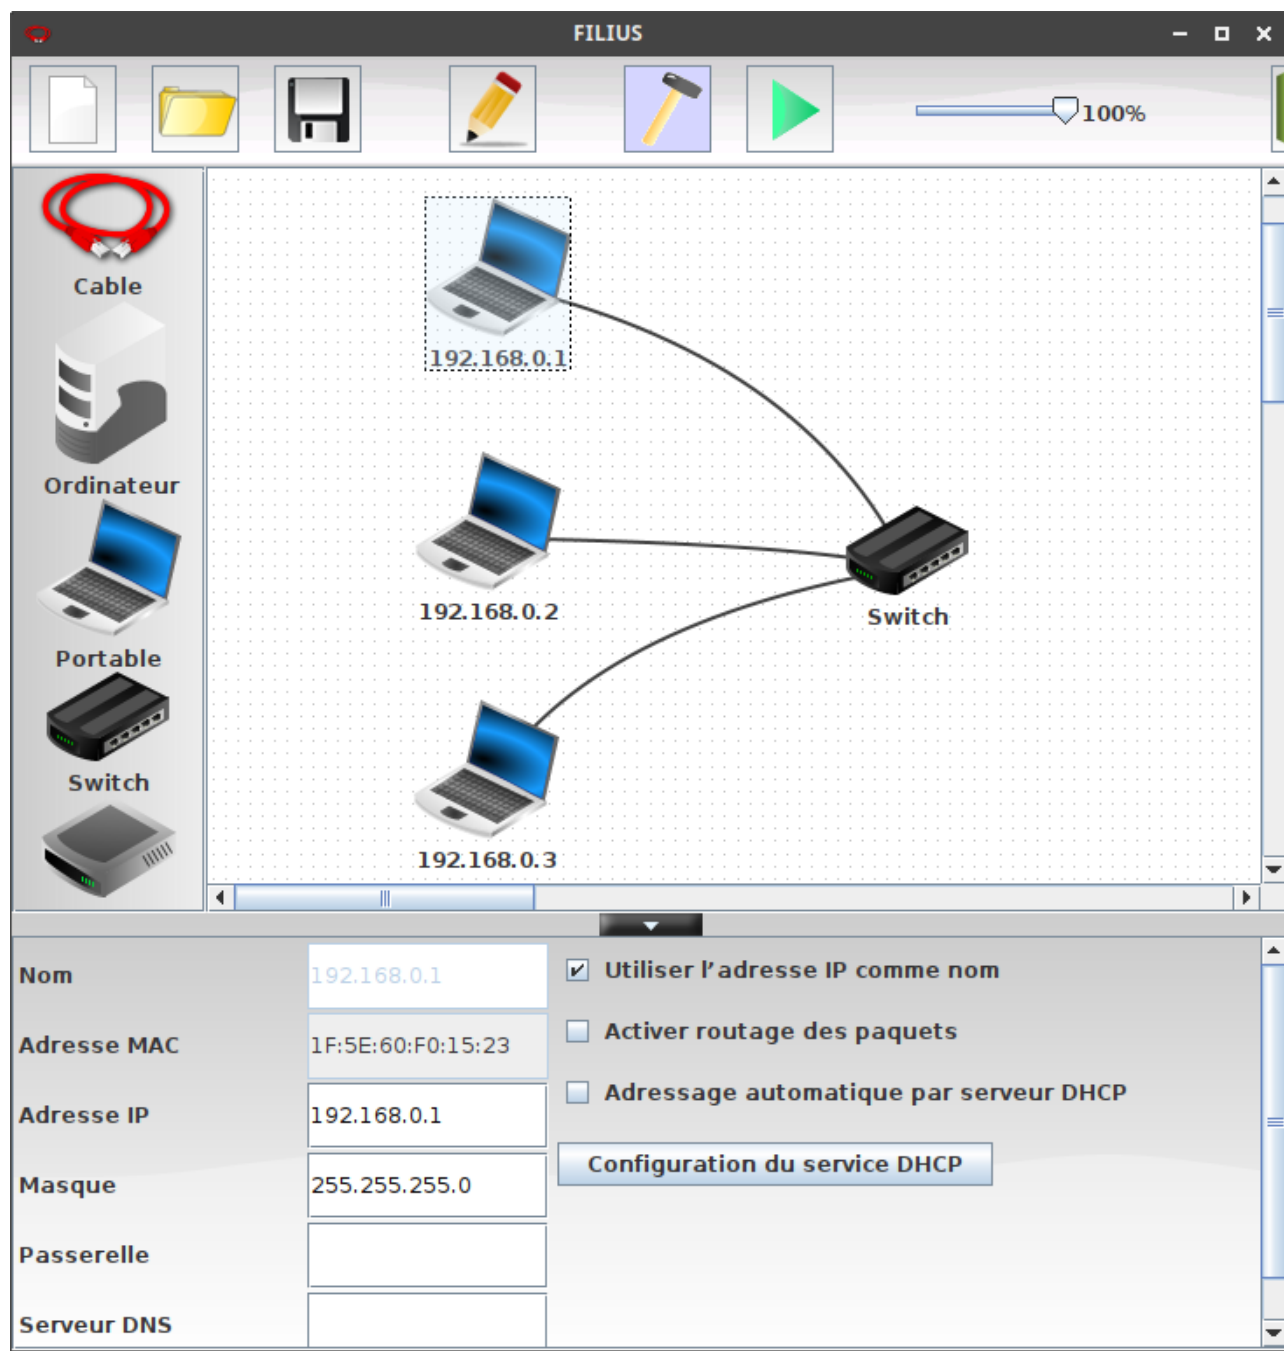 FILIUS
100%
Cable
Ordinateur
Portable
Switch
192.168.0.1
192.168.0.2
192.168.0.3
Switch
Nom
192.168.0.1
Adresse MAC
1F:5E:60:F0:15:23
Adresse IP
192.168.0.1
Masque
255.255.255.0
Passerelle
Serveur DNS
Utiliser l'adresse IP comme nom
Activer routage des paquets
Adressage automatique par serveur DHCP
Configuration du service DHCP